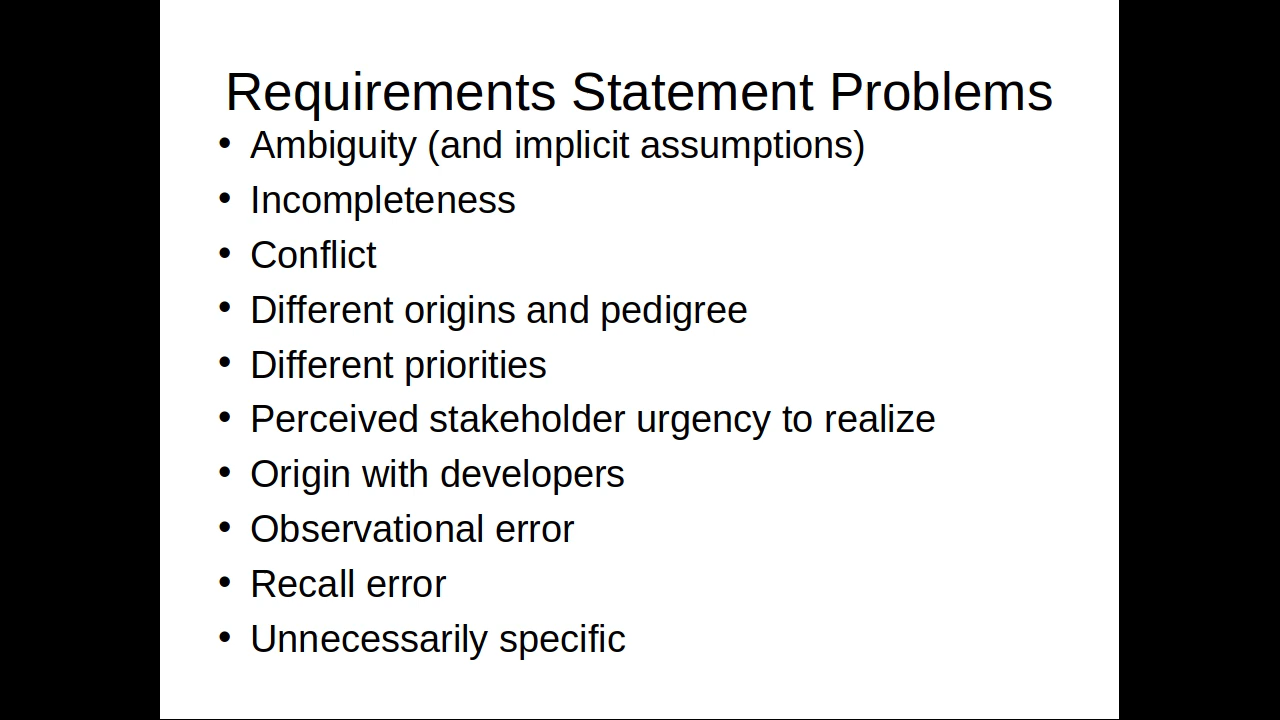 Requirements Statement Problems
• Ambiguity (and implicit assumptions)
• Incompleteness
• Conflict
• Different origins and pedigree
• Different priorities
• Perceived stakeholder urgency to realize
• Origin with developers
• Observational error
• Recall error
• Unnecessarily specific